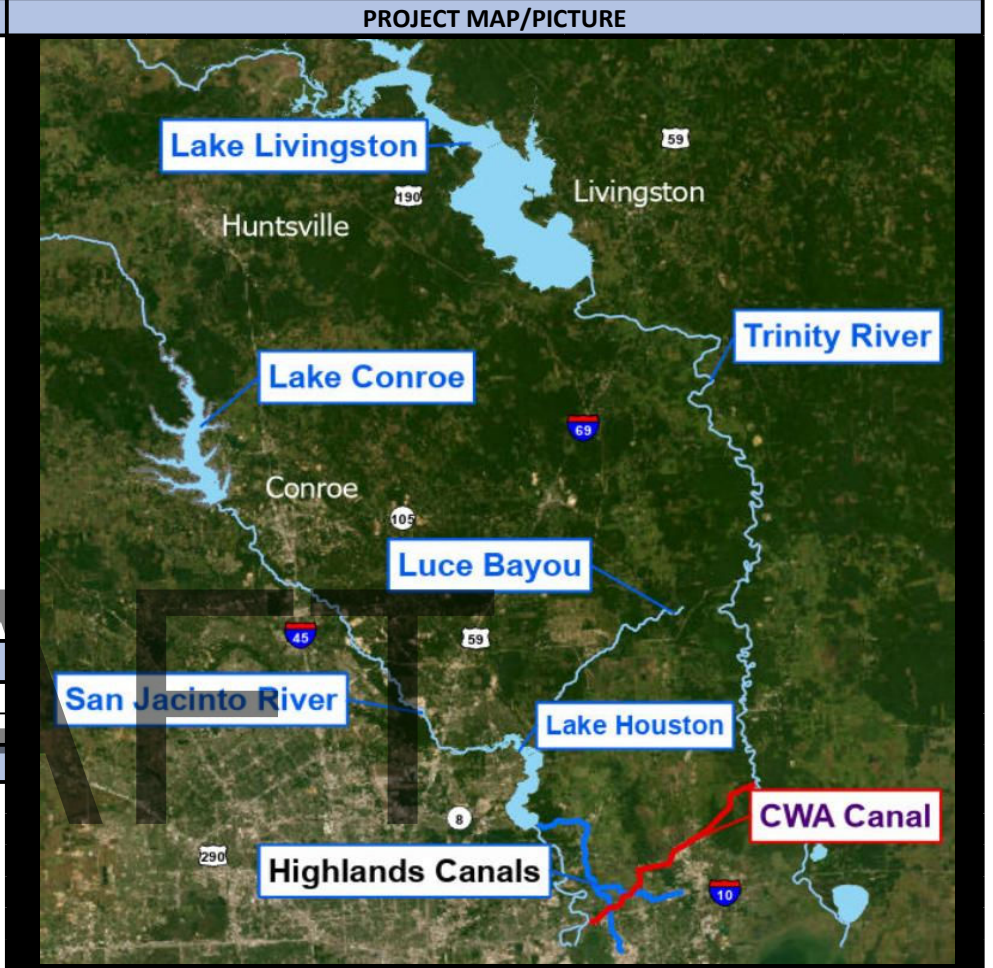 PROJECT MAP/PICTURE
Lake Livingston
59
190
Livingston
Huntsville
Trinity River
Lake Conroe
69
Conroe
105
Luce Bayou
45
59
San Jacinto River
Lake Houston
CWA Canal
8
290
Highlands Canals
10
AFT